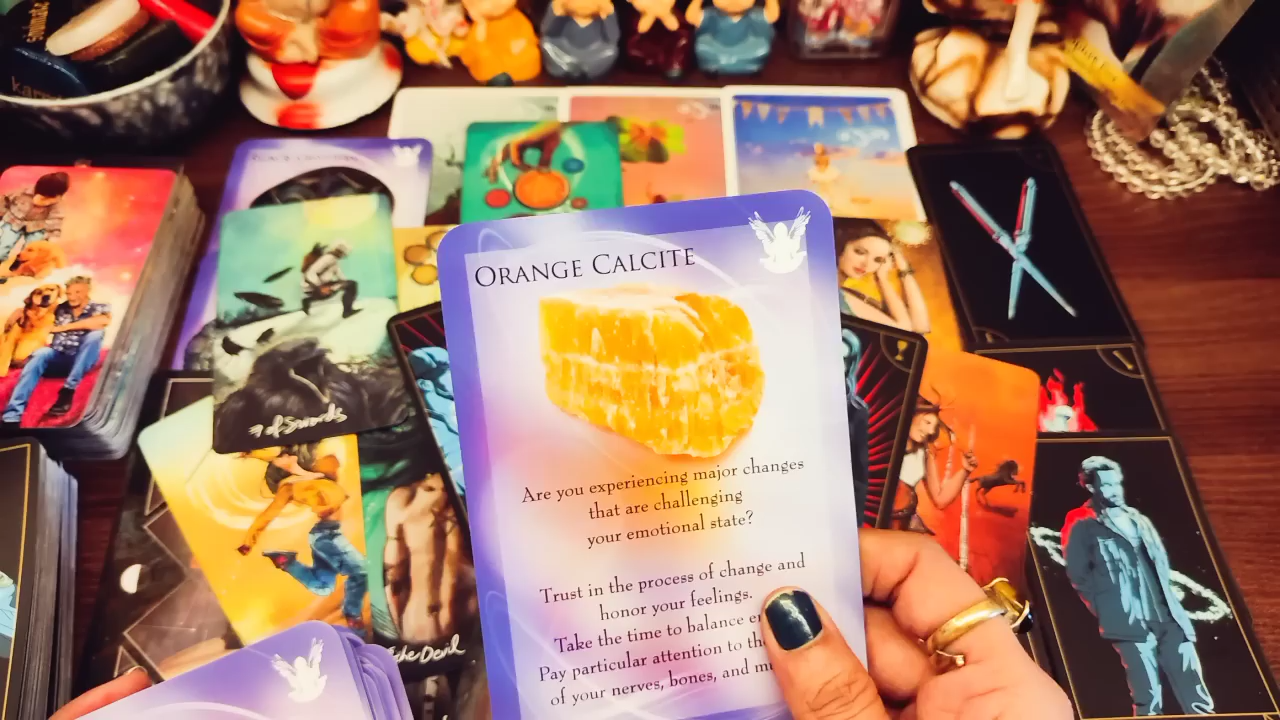 ORANGE CALCITE
Are you experiencing major changes
that are challenging
your emotional state?
Trust in the process of change and
honor your feelings.
Take the time to balance
Pay particular attention to the
of your nerves, bones, and
7 of Swords
The Devil